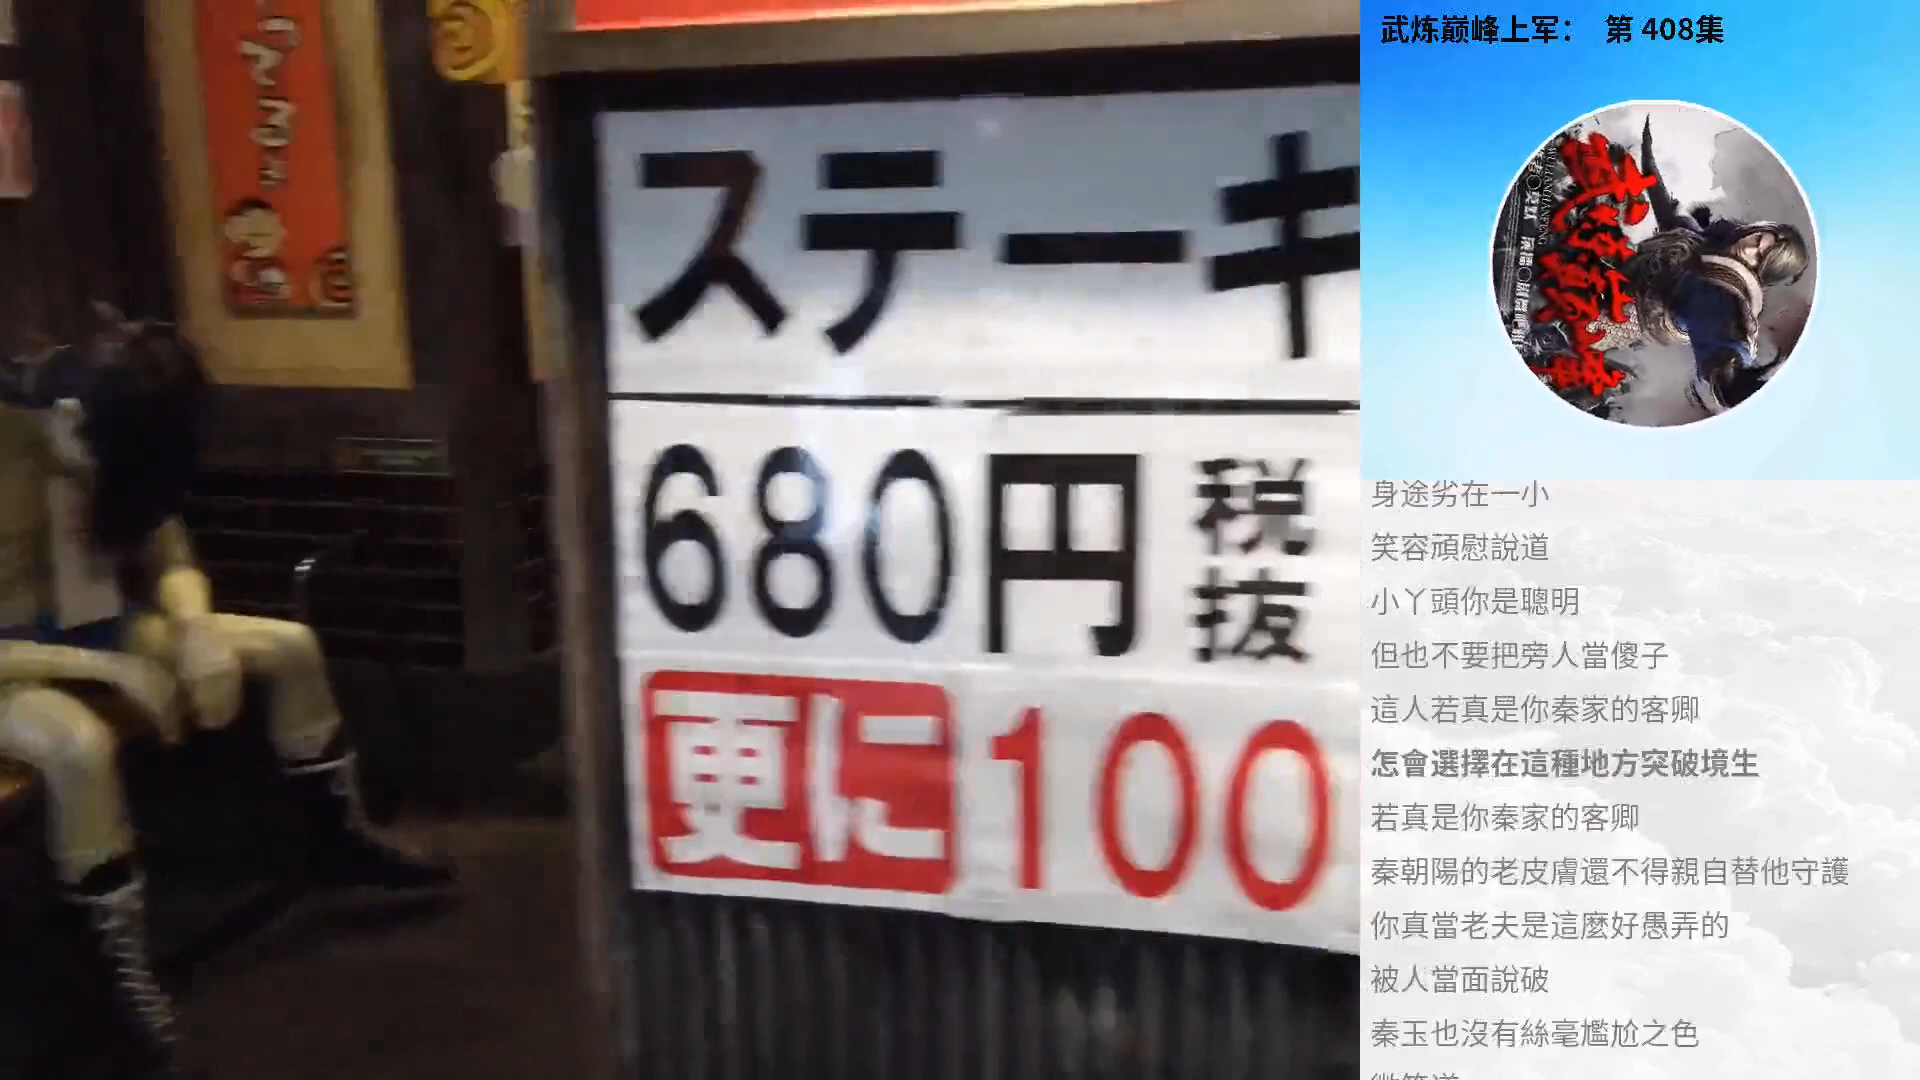 ステーキ
680円 税抜
更に100
武炼巅峰上军： 第 408集
身途劣在一小
笑容頑慰說道
小丫頭你是聰明
但也不要把旁人當傻子
這人若真是你秦家的客卿
怎會選擇在這種地方突破境生
若真是你秦家的客卿
秦朝陽的老皮膚還不得親自替他守護
你真當老夫是這麼好愚弄的
被人當面說破
秦玉也沒有絲毫尷尬之色